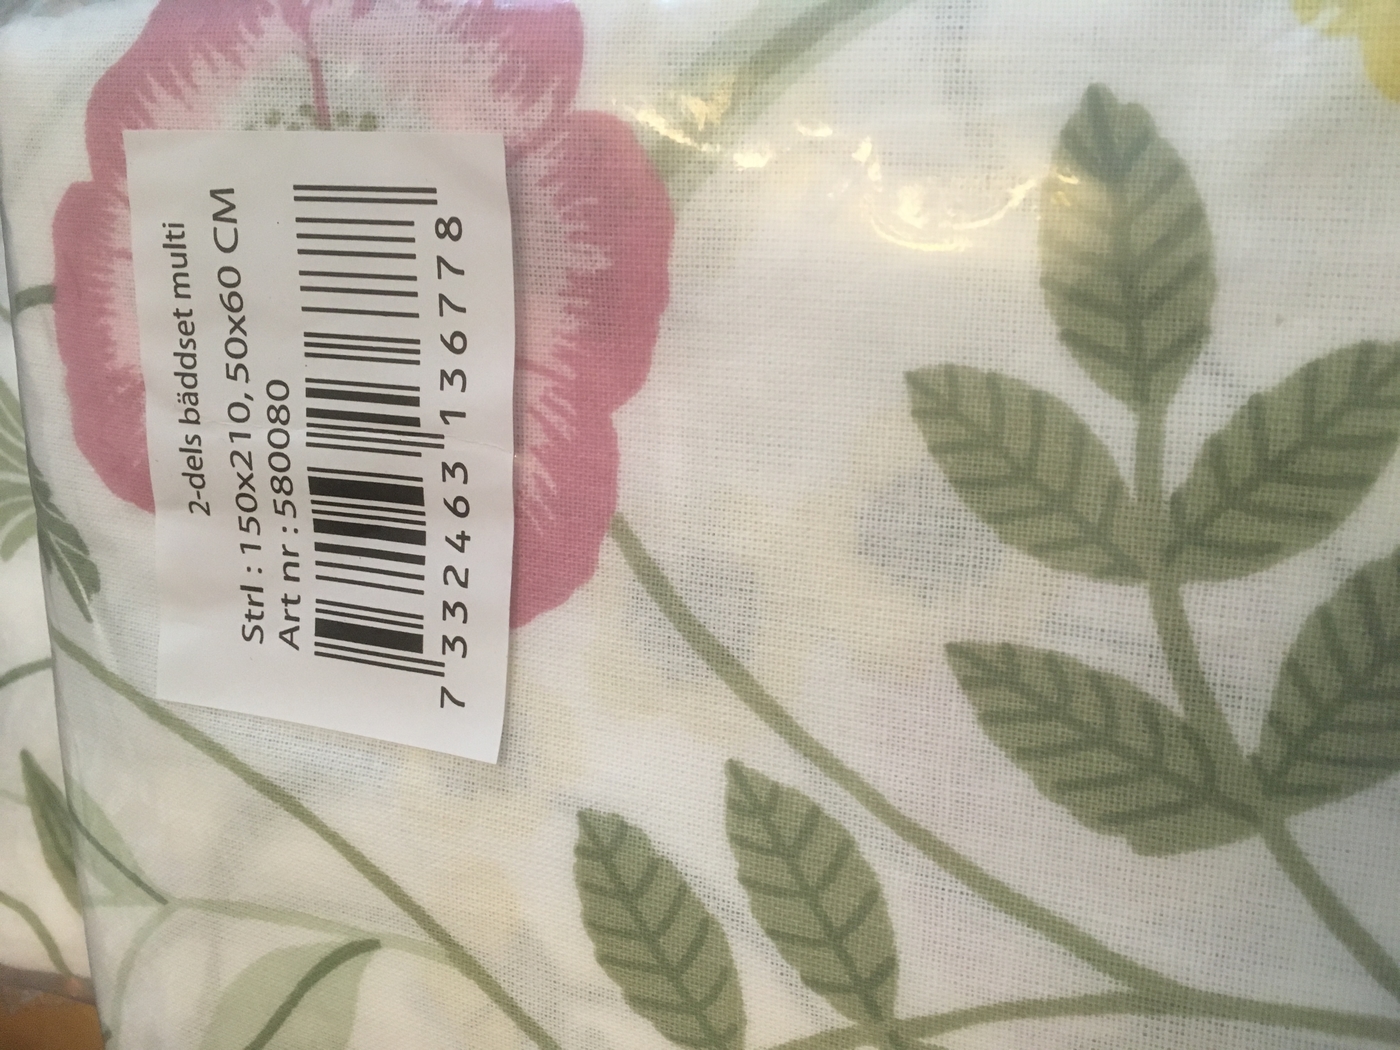 2-dels bäddset multi
Strl : 150x210, 50x60 CM
Art nr : 580080
7 332463 136778